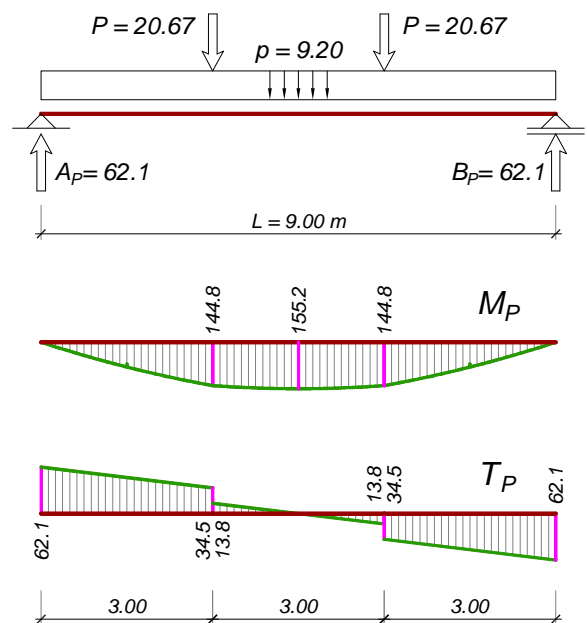 P = 20.67 P = 20.67
p = 9.20
A_P = 62.1 B_P = 62.1
L = 9.00 m
144.8 155.2 144.8 M_P
62.1 34.5 13.8 13.8 34.5 62.1 T_P
3.00 3.00 3.00